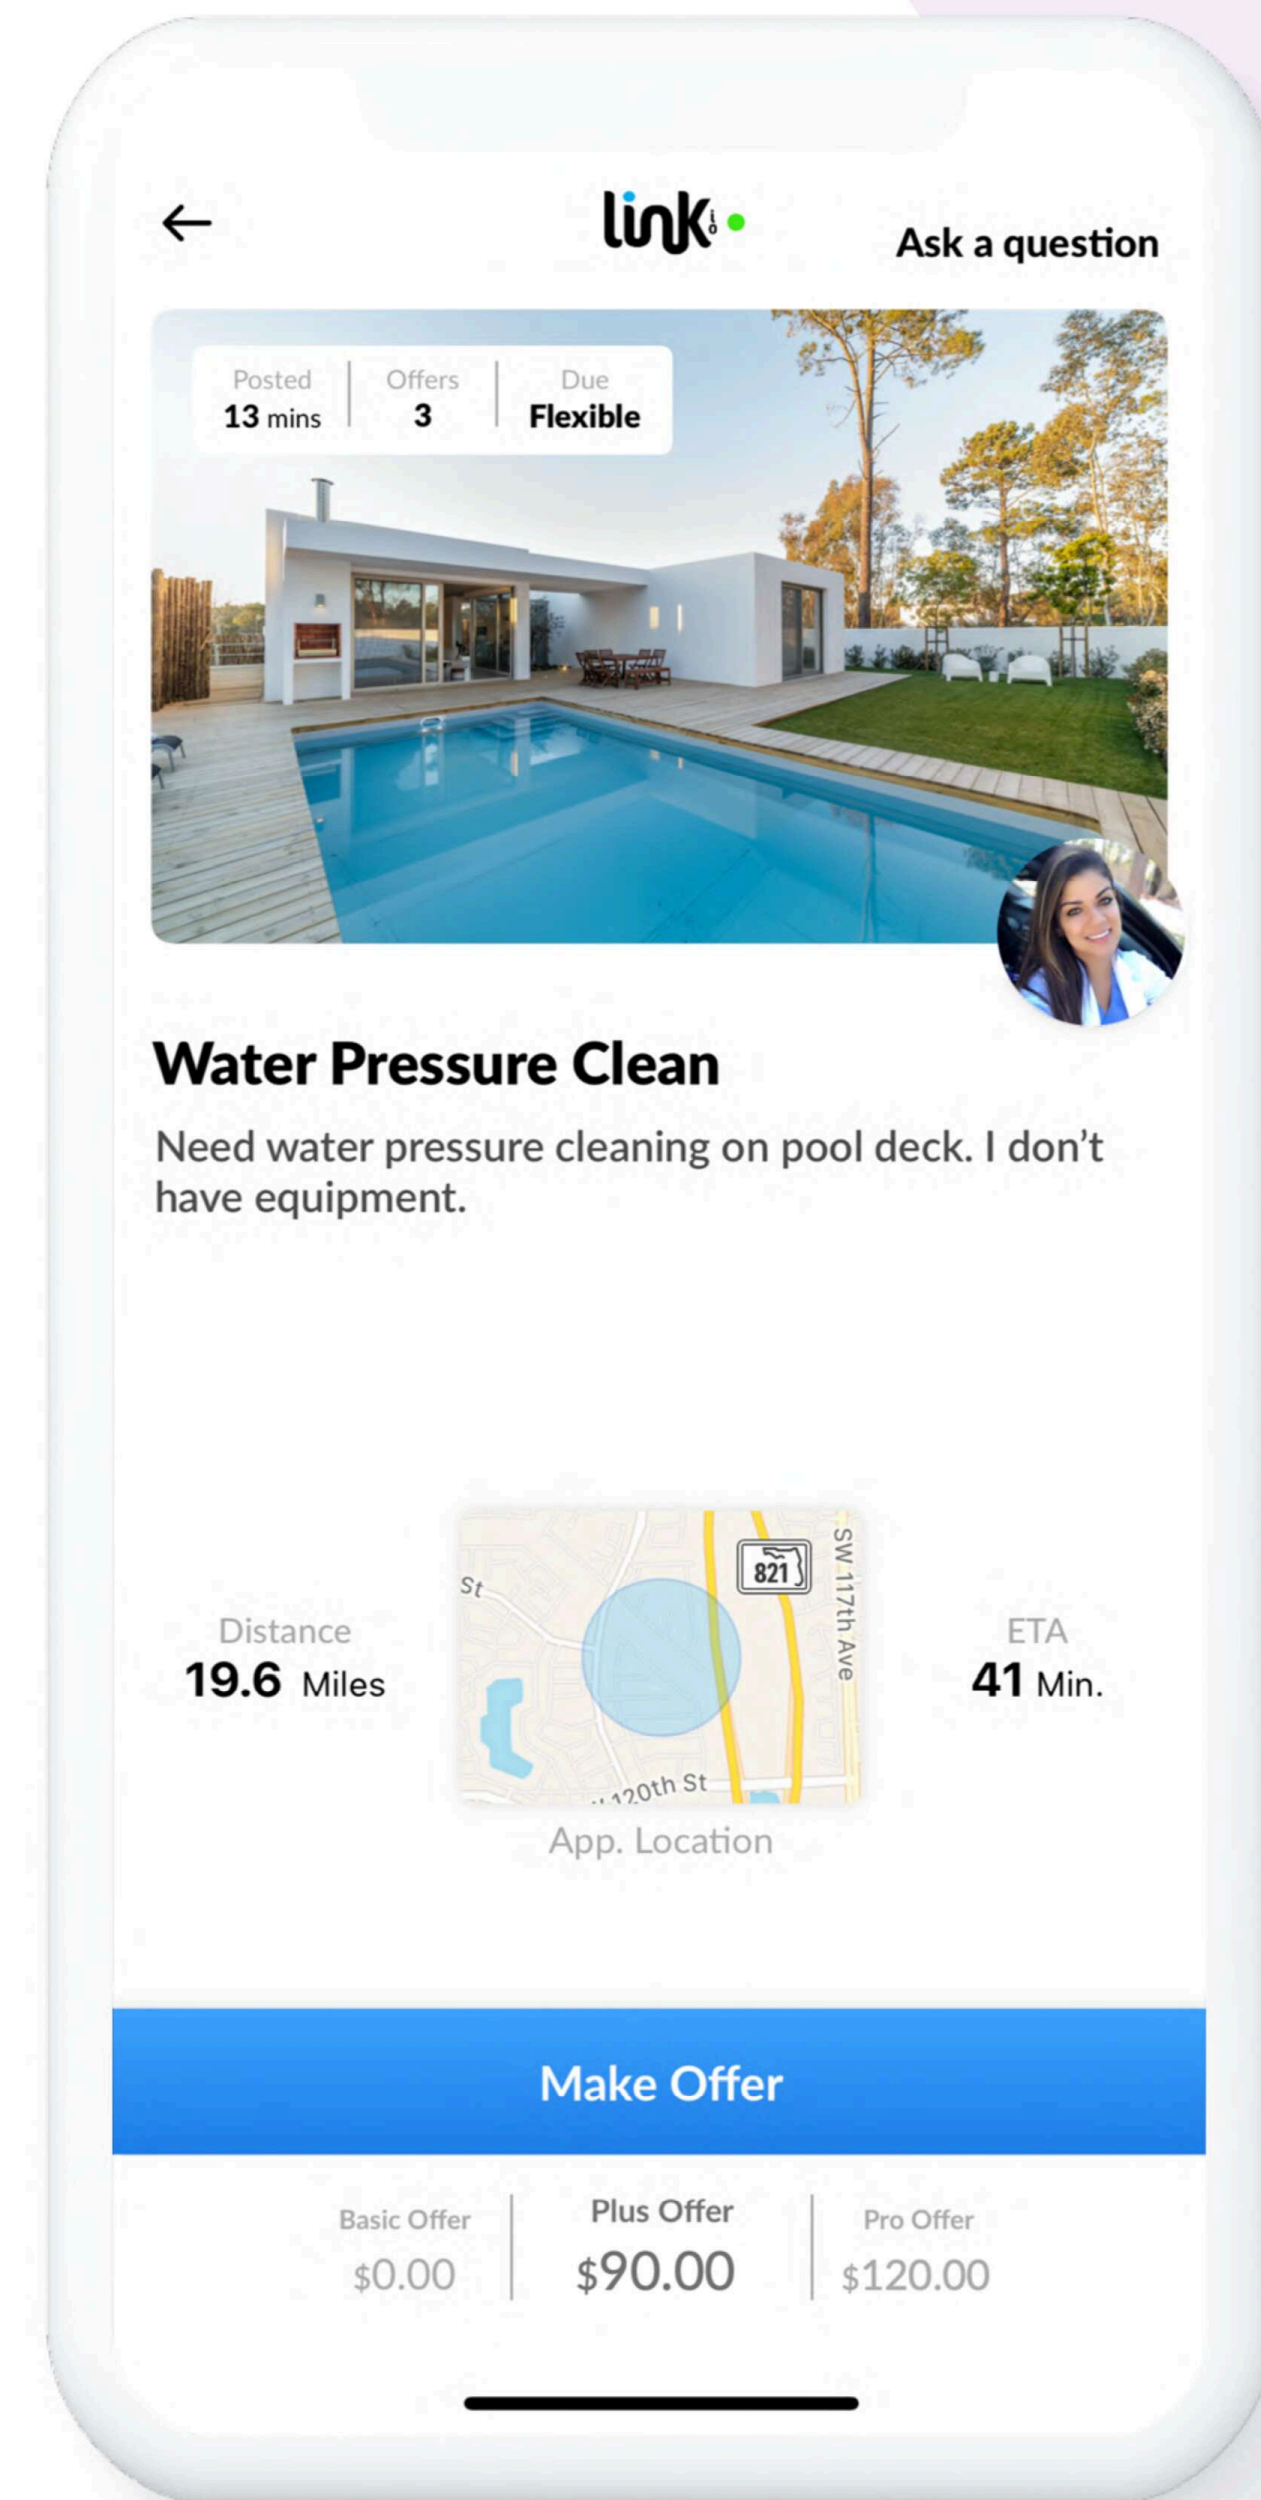 link.io
Ask a question
Posted Offers Due
13 mins 3 Flexible
Water Pressure Clean
Need water pressure cleaning on pool deck. I don’t
have equipment.
821
SW 117th Ave
St
Distance
19.6 Miles
ETA
41 Min.
120th St
App. Location
Make Offer
Basic Offer Plus Offer Pro Offer
$0.00 $90.00 $120.00